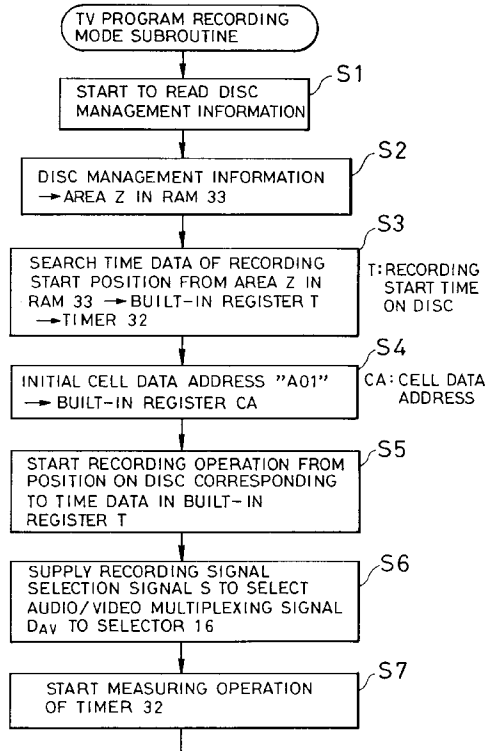 TV PROGRAM RECORDING
MODE SUBROUTINE
S1
START TO READ DISC
MANAGEMENT INFORMATION
S2
DISC MANAGEMENT INFORMATION
→ AREA Z IN RAM 33
S3
SEARCH TIME DATA OF RECORDING
START POSITION FROM AREA Z IN
RAM 33 → BUILT-IN REGISTER T
→ TIMER 32
T: RECORDING
START TIME
ON DISC
S4
INITIAL CELL DATA ADDRESS "A01"
→ BUILT-IN REGISTER CA
CA: CELL DATA
ADDRESS
S5
START RECORDING OPERATION FROM
POSITION ON DISC CORRESPONDING
TO TIME DATA IN BUILT-IN
REGISTER T
S6
SUPPLY RECORDING SIGNAL
SELECTION SIGNAL S TO SELECT
AUDIO/VIDEO MULTIPLEXING SIGNAL
DAV TO SELECTOR 16
S7
START MEASURING OPERATION
OF TIMER 32